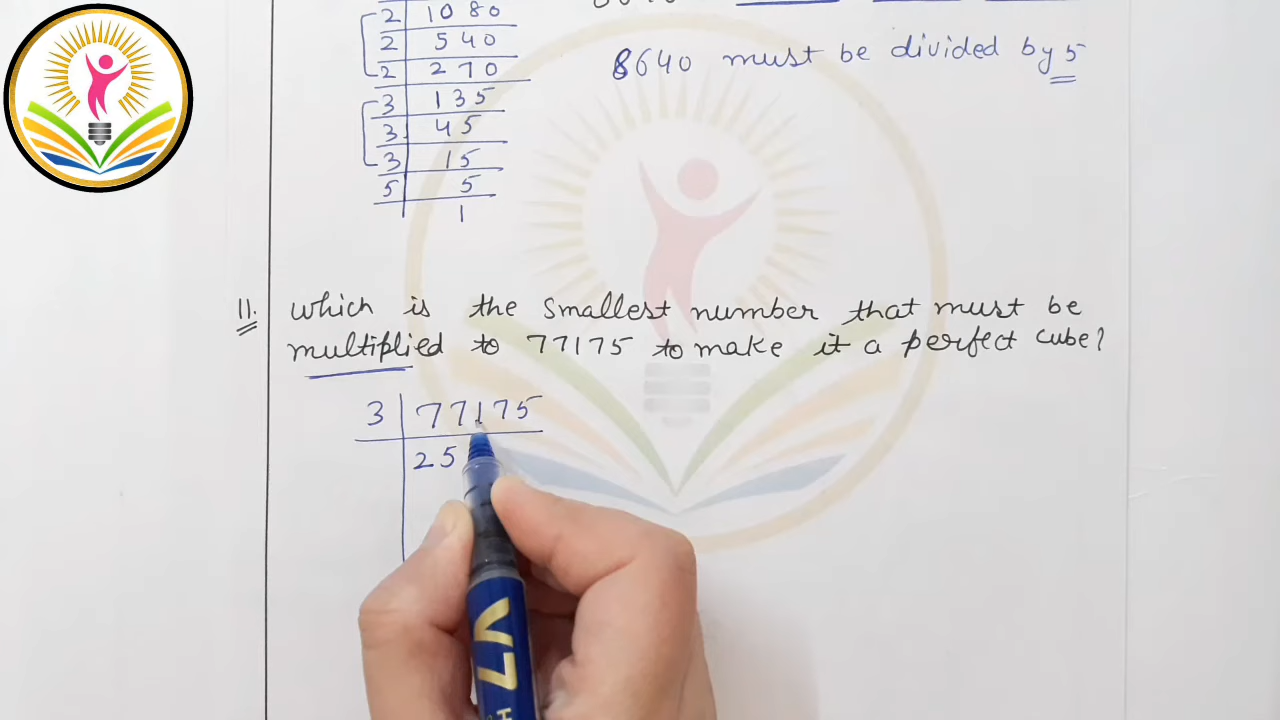 2 | 1080
2 | 540
2 | 270
3 | 135
3 | 45
3 | 15
5 | 5
1
8640 must be divided by 5
11. Which is the smallest number that must be
multiplied to 77175 to make it a perfect cube?
3 | 77175
25
V7